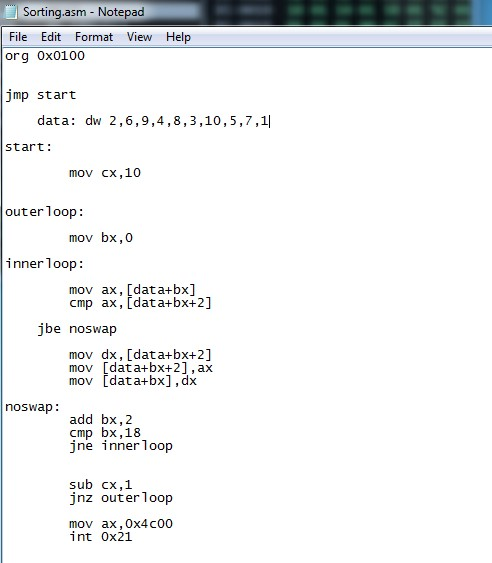 Sorting.asm - Notepad
File Edit Format View Help
org 0x0100
jmp start
data: dw 2,6,9,4,8,3,10,5,7,1
start:
mov cx,10
outerloop:
mov bx,0
innerloop:
mov ax,[data+bx]
cmp ax,[data+bx+2]
jbe noswap
mov dx,[data+bx+2]
mov [data+bx+2],ax
mov [data+bx],dx
noswap:
add bx,2
cmp bx,18
jne innerloop
sub cx,1
jnz outerloop
mov ax,0x4c00
int 0x21